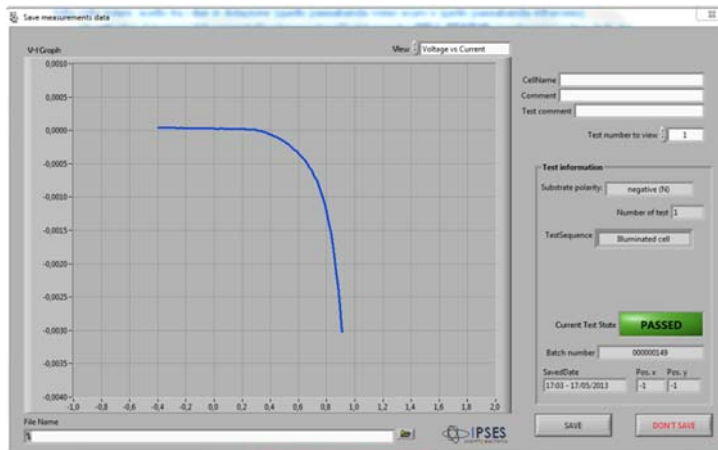 Save measurements data
V-I Graph
View
Voltage vs Current
0,0010
0,0005
0,0000
-0,0005
-0,0010
-0,0015
-0,0020
-0,0025
-0,0030
-0,0035
-0,0040
-1,0 -0,8 -0,6 -0,4 -0,2 0,0 0,2 0,4 0,6 0,8 1,0 1,2 1,4 1,6 1,8 2,0
File Name
IPSES
CellName
Comment
Test comment
Test number to view 1
Test information
Substrate polarity: negative (N)
Number of test 1
TestSequence Illuminated cell
Current Test State PASSED
Batch number 000000149
SavedDate Pos. x Pos. y
17:03 - 17/05/2013 -1 -1
SAVE DON'T SAVE